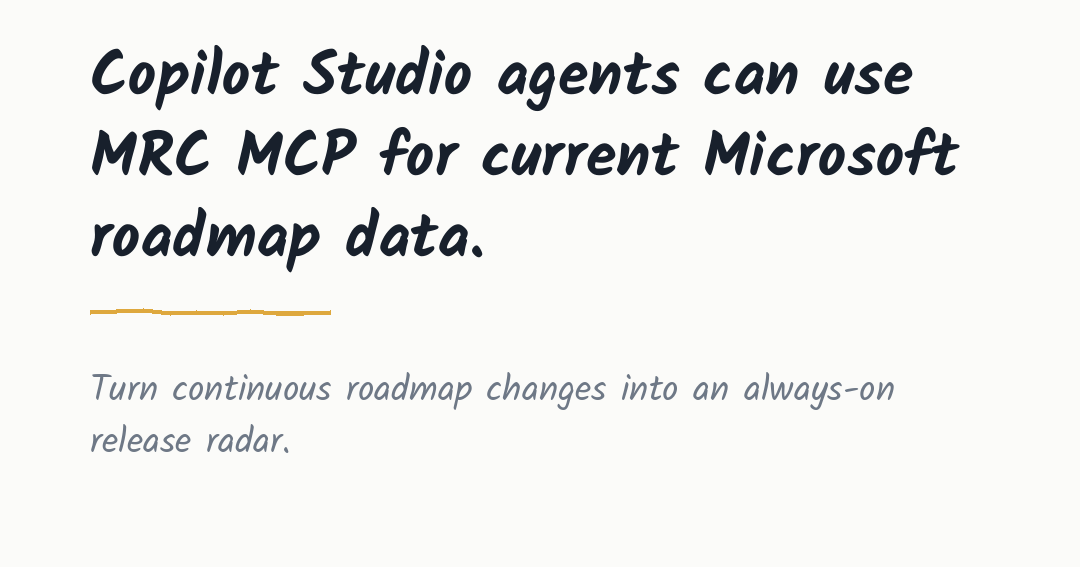 Copilot Studio agents can use
MRC MCP for current Microsoft
roadmap data.
Turn continuous roadmap changes into an always-on
release radar.